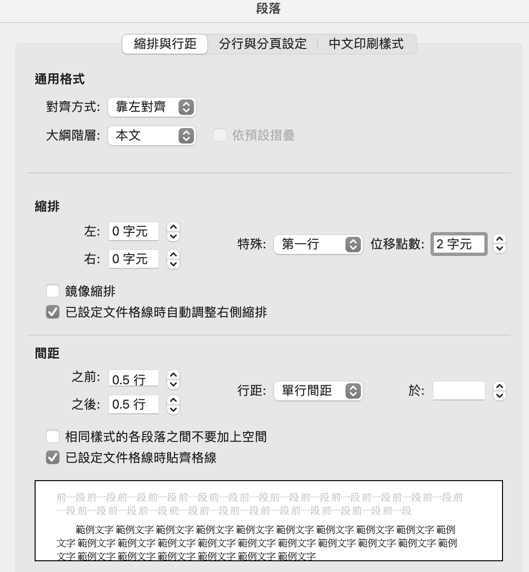 段落
縮排與行距 分行與分頁設定 中文印刷樣式
通用格式
對齊方式: 靠左對齊
大綱階層: 本文 依預設摺疊
縮排
左: 0 字元
右: 0 字元
特殊: 第一行 位移點數: 2 字元
鏡像縮排
已設定文件格線時自動調整右側縮排
間距
之前: 0.5 行
之後: 0.5 行
行距: 單行間距 於:
相同樣式的各段落之間不要加上空間
已設定文件格線時貼齊格線
前一段 前一段 前一段 前一段 前一段 前一段 前一段 前一段 前一段 前一段 前一段 前一段 前一段 前
一段 前一段 前一段 前一段 前一段 前一段 前一段 前一段 前一段 前一段 前一段
範例文字 範例文字 範例文字 範例文字 範例文字 範例文字 範例文字 範例文字 範例文字 範例
文字 範例文字 範例文字 範例文字 範例文字 範例文字 範例文字 範例文字 範例文字 範例文字
範例文字 範例文字 範例文字 範例文字 範例文字 範例文字 範例文字